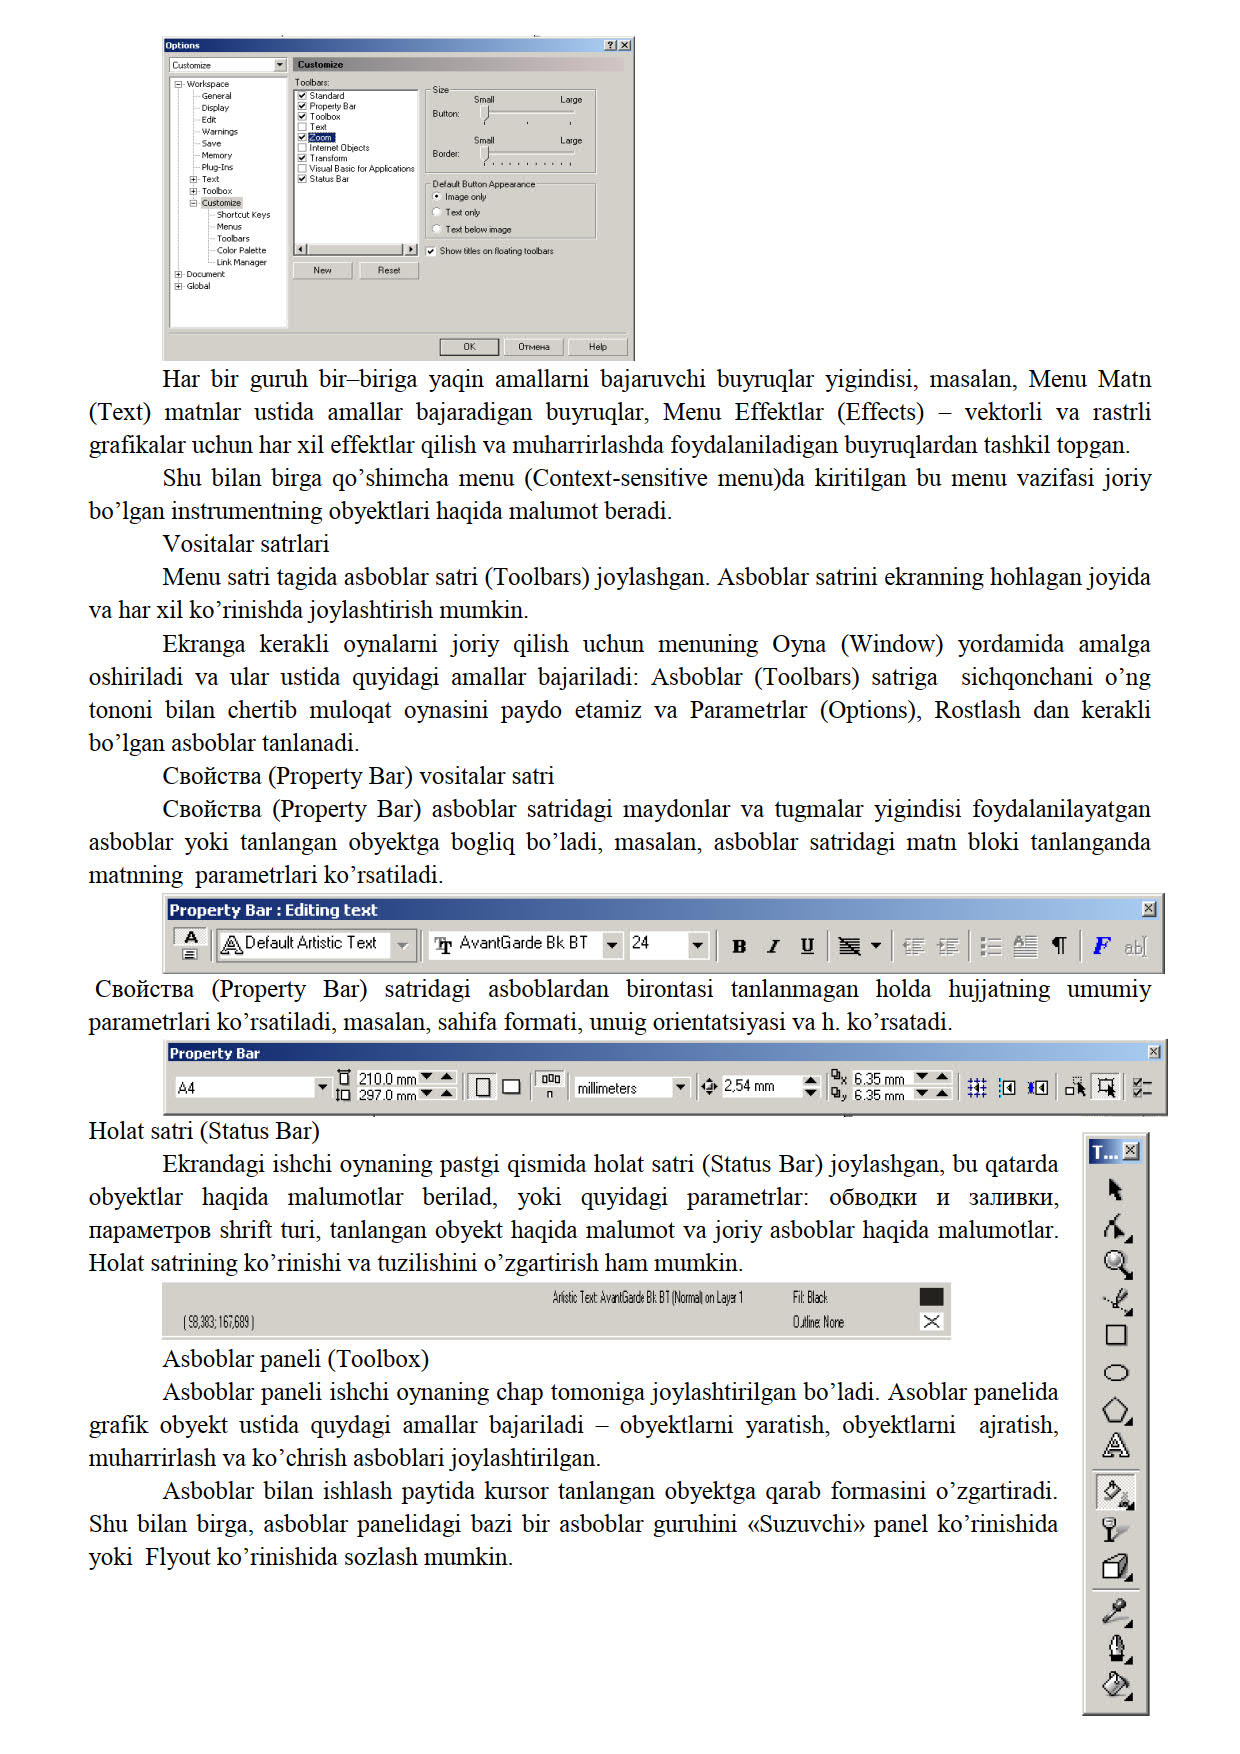 Options
Customize
Customize
Workspace
General
Display
Edit
Warnings
Save
Memory
Plug-Ins
Text
Toolbox
Customize
Shortcut Keys
Menus
Toolbars
Color Palette
Link Manager
Document
Global
Toolbars:
Standard
Property Bar
Toolbox
Text
Zoom
Internet Objects
Transform
Visual Basic for Applications
Status Bar
New Reset
Size
Small Large
Button:
Small Large
Border:
Default Button Appearance
Image only
Text only
Text below image
Show titles on floating toolbars
OK Отмена Help
Har bir guruh bir–biriga yaqin amallarni bajaruvchi buyruqlar yigindisi, masalan, Menu Matn
(Text) matnlar ustida amallar bajaradigan buyruqlar, Menu Effektlar (Effects) – vektorli va rastrli
grafikalar uchun har xil effektlar qilish va muharrirlashda foydalaniladigan buyruqlardan tashkil topgan.
Shu bilan birga qo’shimcha menu (Context-sensitive menu)da kiritilgan bu menu vazifasi joriy
bo’lgan instrumentning obyektlari haqida malumot beradi.
Vositalar satrlari
Menu satri tagida asboblar satri (Toolbars) joylashgan. Asboblar satrini ekranning hohlagan joyida
va har xil ko’rinishda joylashtirish mumkin.
Ekranga kerakli oynalarni joriy qilish uchun menuning Oyna (Window) yordamida amalga
oshiriladi va ular ustida quyidagi amallar bajariladi: Asboblar (Toolbars) satriga sichqonchani o’ng
tononi bilan chertib muloqat oynasini paydo etamiz va Parametrlar (Options), Rostlash dan kerakli
bo’lgan asboblar tanlanadi.
Свойства (Property Bar) vositalar satri
Свойства (Property Bar) asboblar satridagi maydonlar va tugmalar yigindisi foydalanilayatgan
asboblar yoki tanlangan obyektga bogliq bo’ladi, masalan, asboblar satridagi matn bloki tanlanganda
matnning parametrlari ko’rsatiladi.
Property Bar : Editing text
Default Artistic Text AvantGarde Bk BT 24 B I U F ab
Свойства (Property Bar) satridagi asboblardan birontasi tanlanmagan holda hujjatning umumiy
parametrlari ko’rsatiladi, masalan, sahifa formati, unuig orientatsiyasi va h. ko’rsatadi.
Property Bar
A4 210.0 mm millimeters 2,54 mm x 6.35 mm
297.0 mm y 6.35 mm
Holat satri (Status Bar)
T...
Ekrandagi ishchi oynaning pastgi qismida holat satri (Status Bar) joylashgan, bu qatarda
obyektlar haqida malumotlar berilad, yoki quyidagi parametrlar: обводки и заливки,
параметров shrift turi, tanlangan obyekt haqida malumot va joriy asboblar haqida malumotlar.
Holat satrining ko’rinishi va tuzilishini o’zgartirish ham mumkin.
Artistic Text: AvantGarde Bk BT (Normal) on Layer 1 Fill: Black
( 58,383; 167,689 ) Outline: None
Asboblar paneli (Toolbox)
Asboblar paneli ishchi oynaning chap tomoniga joylashtirilgan bo’ladi. Asoblar panelida
grafik obyekt ustida quydagi amallar bajariladi – obyektlarni yaratish, obyektlarni ajratish,
muharrirlash va ko’chrish asboblari joylashtirilgan.
Asboblar bilan ishlash paytida kursor tanlangan obyektga qarab formasini o’zgartiradi.
Shu bilan birga, asboblar panelidagi bazi bir asboblar guruhini «Suzuvchi» panel ko’rinishida
yoki Flyout ko’rinishida sozlash mumkin.